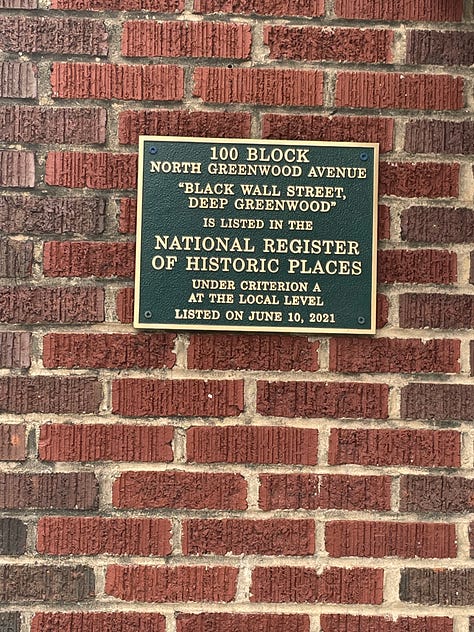 100 BLOCK
NORTH GREENWOOD AVENUE
"BLACK WALL STREET,
DEEP GREENWOOD"
IS LISTED IN THE
NATIONAL REGISTER
OF HISTORIC PLACES
UNDER CRITERION A
AT THE LOCAL LEVEL
LISTED ON JUNE 10, 2021